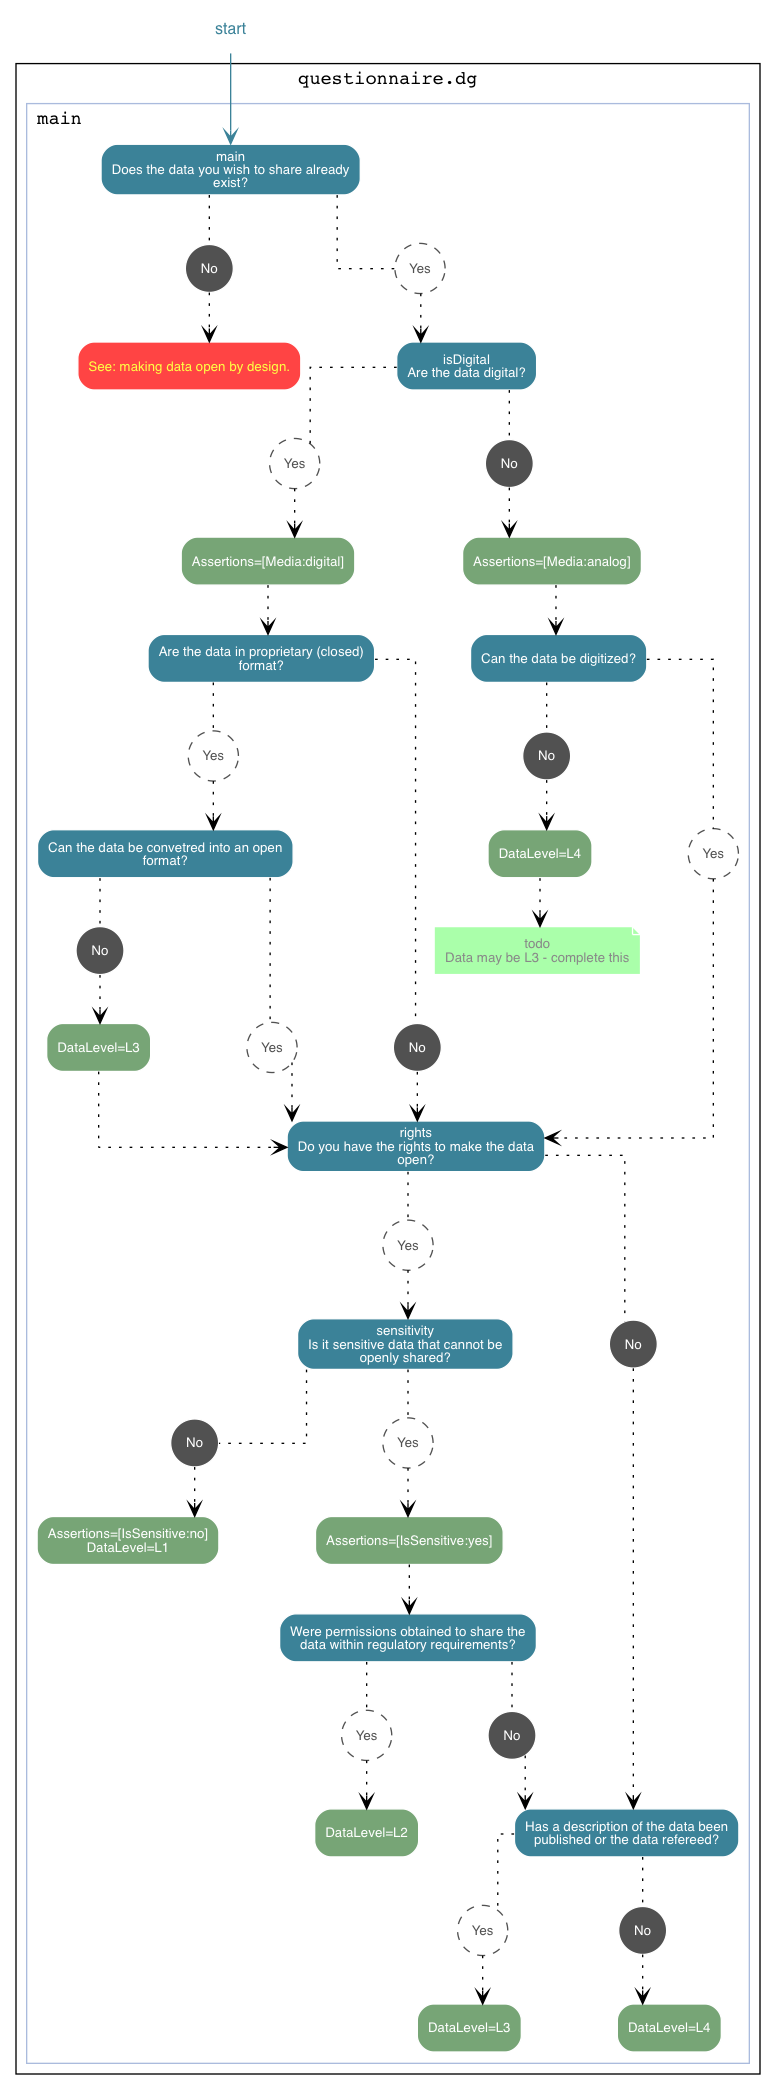 start
questionnaire.dg
main
main
Does the data you wish to share already
exist?
No
Yes
See: making data open by design.
isDigital
Are the data digital?
Yes
No
Assertions=[Media:digital]
Assertions=[Media:analog]
Are the data in proprietary (closed)
format?
Can the data be digitized?
Yes
No
Can the data be convetred into an open
format?
DataLevel=L4
Yes
No
todo
Data may be L3 - complete this
DataLevel=L3
Yes
No
rights
Do you have the rights to make the data
open?
Yes
sensitivity
Is it sensitive data that cannot be
openly shared?
No
No
Yes
Assertions=[IsSensitive:no]
DataLevel=L1
Assertions=[IsSensitive:yes]
Were permissions obtained to share the
data within regulatory requirements?
Yes
No
DataLevel=L2
Has a description of the data been
published or the data refereed?
Yes
No
DataLevel=L3
DataLevel=L4